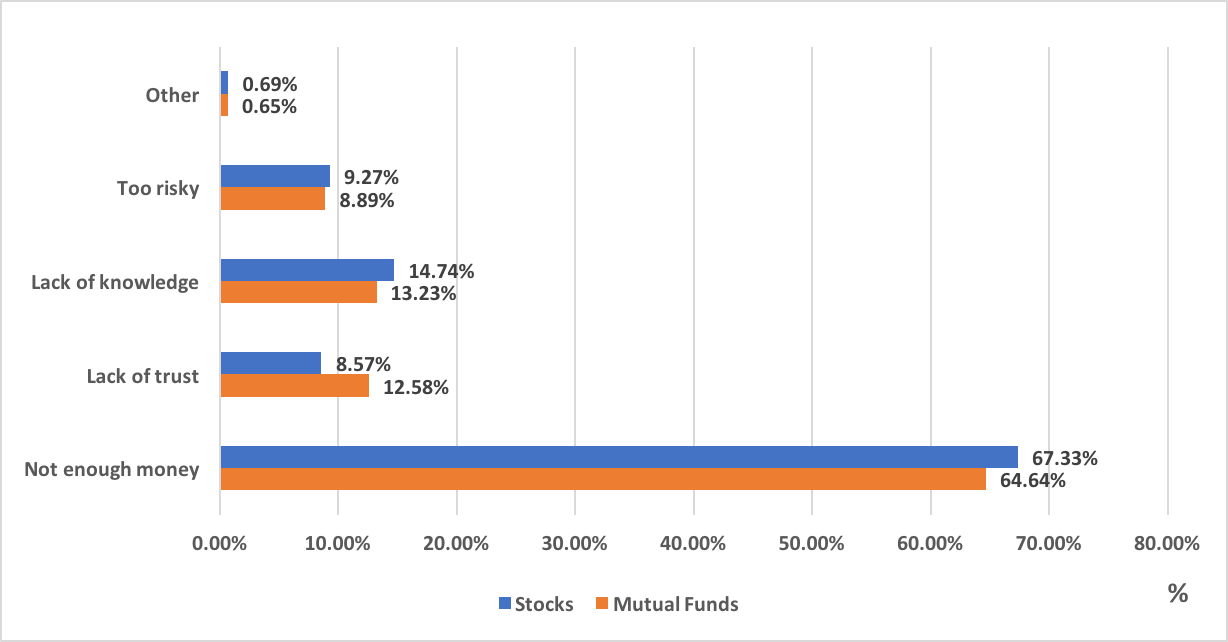 Other
0.69%
0.65%
Too risky
9.27%
8.89%
Lack of knowledge
14.74%
13.23%
Lack of trust
8.57%
12.58%
Not enough money
67.33%
64.64%
0.00% 10.00% 20.00% 30.00% 40.00% 50.00% 60.00% 70.00% 80.00%
%
Stocks Mutual Funds